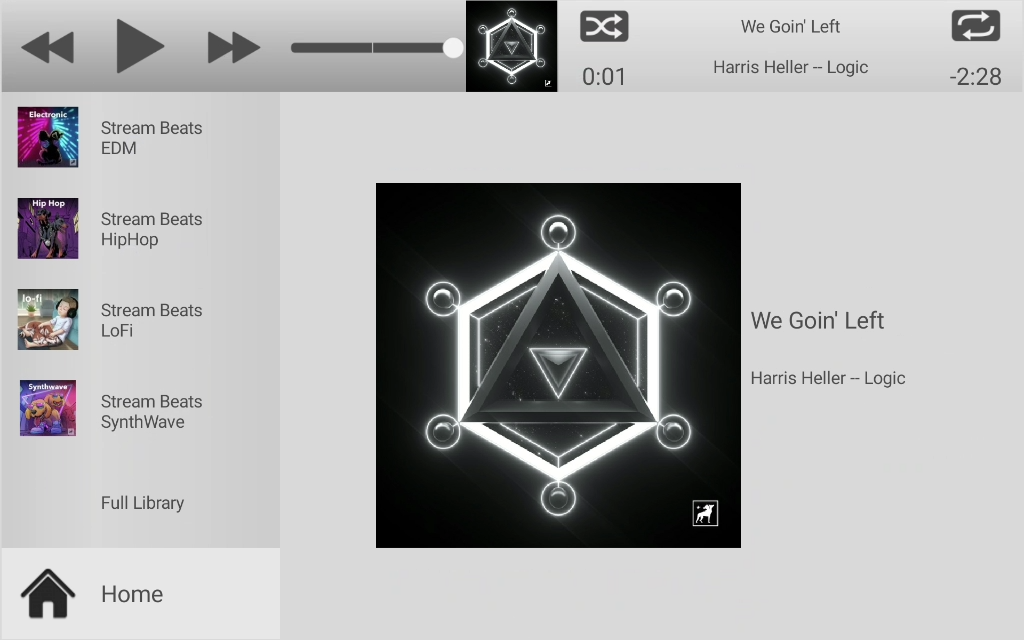 We Goin' Left
0:01
Harris Heller -- Logic
-2:28
Electronic
Stream Beats
EDM
Hip Hop
Stream Beats
HipHop
lo-fi
Stream Beats
LoFi
Synthwave
Stream Beats
SynthWave
Full Library
Home
We Goin' Left
Harris Heller -- Logic